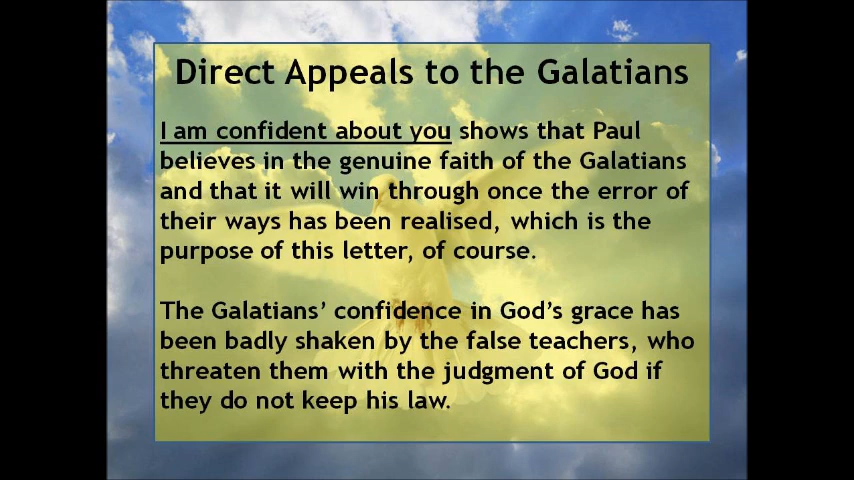 Direct Appeals to the Galatians
I am confident about you shows that Paul
believes in the genuine faith of the Galatians
and that it will win through once the error of
their ways has been realised, which is the
purpose of this letter, of course.
The Galatians’ confidence in God’s grace has
been badly shaken by the false teachers, who
threaten them with the judgment of God if
they do not keep his law.